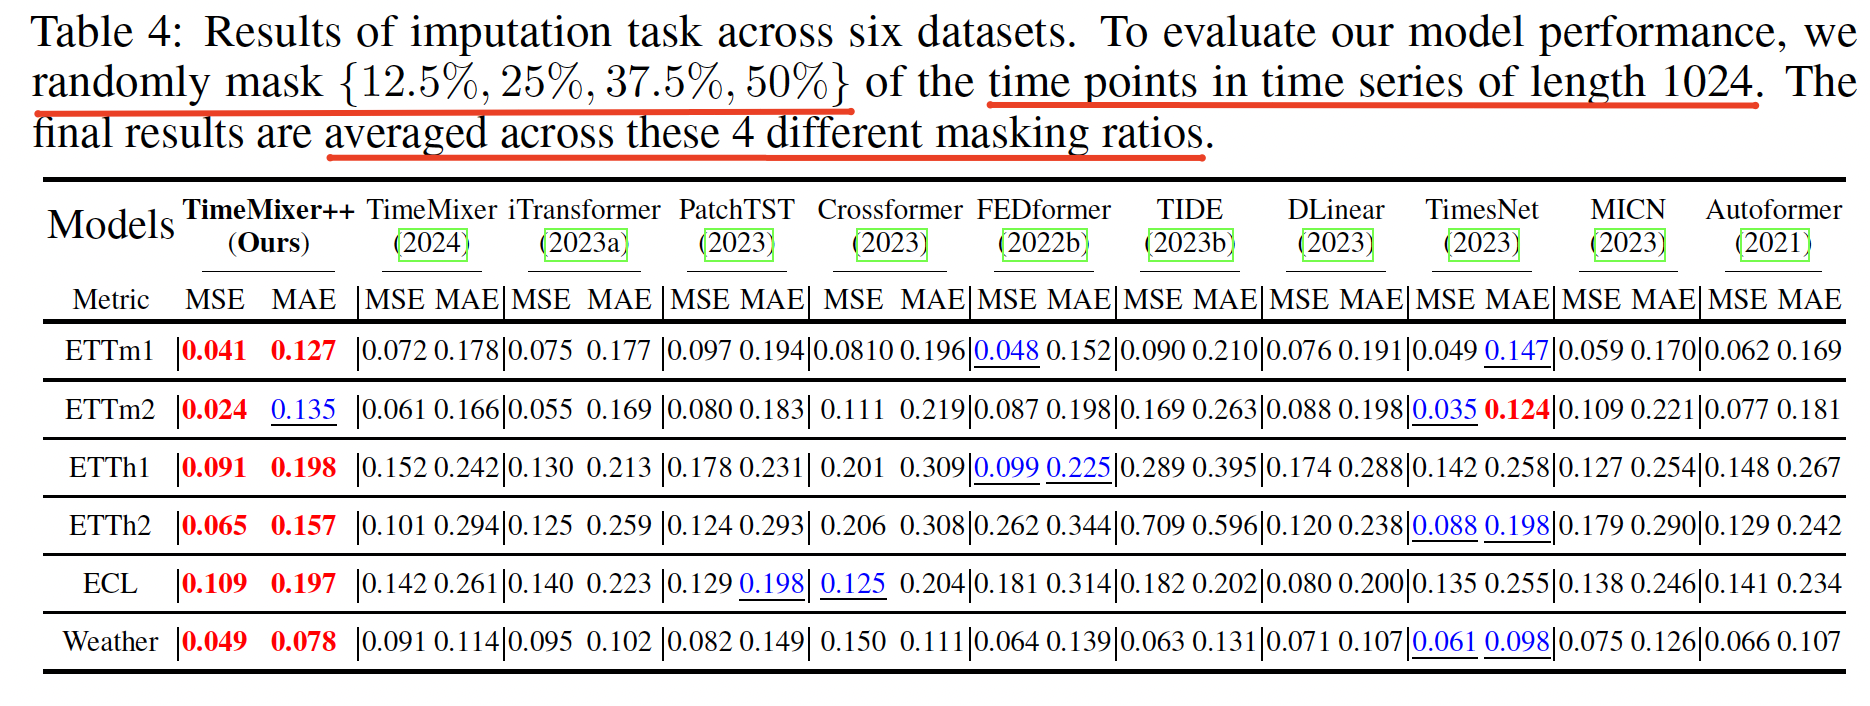 Table 4: Results of imputation task across six datasets. To evaluate our model performance, we
randomly mask {12.5%, 25%, 37.5%, 50%} of the time points in time series of length 1024. The
final results are averaged across these 4 different masking ratios.
Models TimeMixer++ TimeMixer iTransformer PatchTST Crossformer FEDformer TIDE DLinear TimesNet MICN Autoformer
(Ours) (2024) (2023a) (2023) (2023) (2022b) (2023b) (2023) (2023) (2023) (2021)
Metric MSE MAE MSE MAE MSE MAE MSE MAE MSE MAE MSE MAE MSE MAE MSE MAE MSE MAE MSE MAE MSE MAE
ETTm1 0.041 0.127 0.072 0.178 0.075 0.177 0.097 0.194 0.0810 0.196 0.048 0.152 0.090 0.210 0.076 0.191 0.049 0.147 0.059 0.170 0.062 0.169
ETTm2 0.024 0.135 0.061 0.166 0.055 0.169 0.080 0.183 0.111 0.219 0.087 0.198 0.169 0.263 0.088 0.198 0.035 0.124 0.109 0.221 0.077 0.181
ETTh1 0.091 0.198 0.152 0.242 0.130 0.213 0.178 0.231 0.201 0.309 0.099 0.225 0.289 0.395 0.174 0.288 0.142 0.258 0.127 0.254 0.148 0.267
ETTh2 0.065 0.157 0.101 0.294 0.125 0.259 0.124 0.293 0.206 0.308 0.262 0.344 0.709 0.596 0.120 0.238 0.088 0.198 0.179 0.290 0.129 0.242
ECL 0.109 0.197 0.142 0.261 0.140 0.223 0.129 0.198 0.125 0.204 0.181 0.314 0.182 0.202 0.080 0.200 0.135 0.255 0.138 0.246 0.141 0.234
Weather 0.049 0.078 0.091 0.114 0.095 0.102 0.082 0.149 0.150 0.111 0.064 0.139 0.063 0.131 0.071 0.107 0.061 0.098 0.075 0.126 0.066 0.107